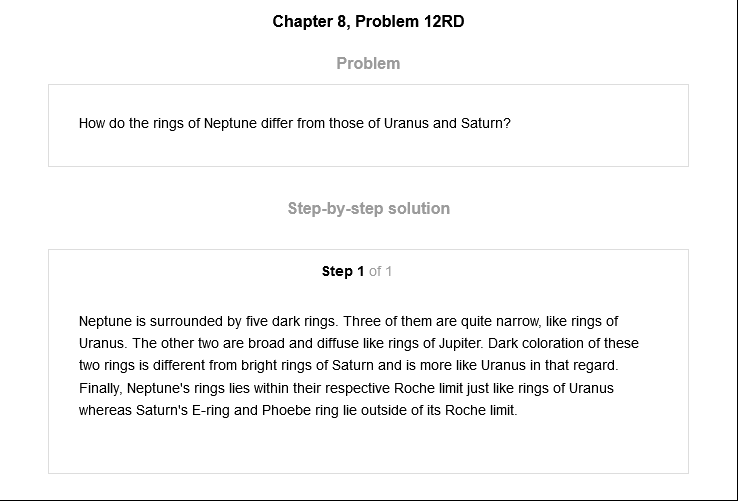 Chapter 8, Problem 12RD
Problem
How do the rings of Neptune differ from those of Uranus and Saturn?
Step-by-step solution
Step 1 of 1
Neptune is surrounded by five dark rings. Three of them are quite narrow, like rings of
Uranus. The other two are broad and diffuse like rings of Jupiter. Dark coloration of these
two rings is different from bright rings of Saturn and is more like Uranus in that regard.
Finally, Neptune's rings lies within their respective Roche limit just like rings of Uranus
whereas Saturn's E-ring and Phoebe ring lie outside of its Roche limit.